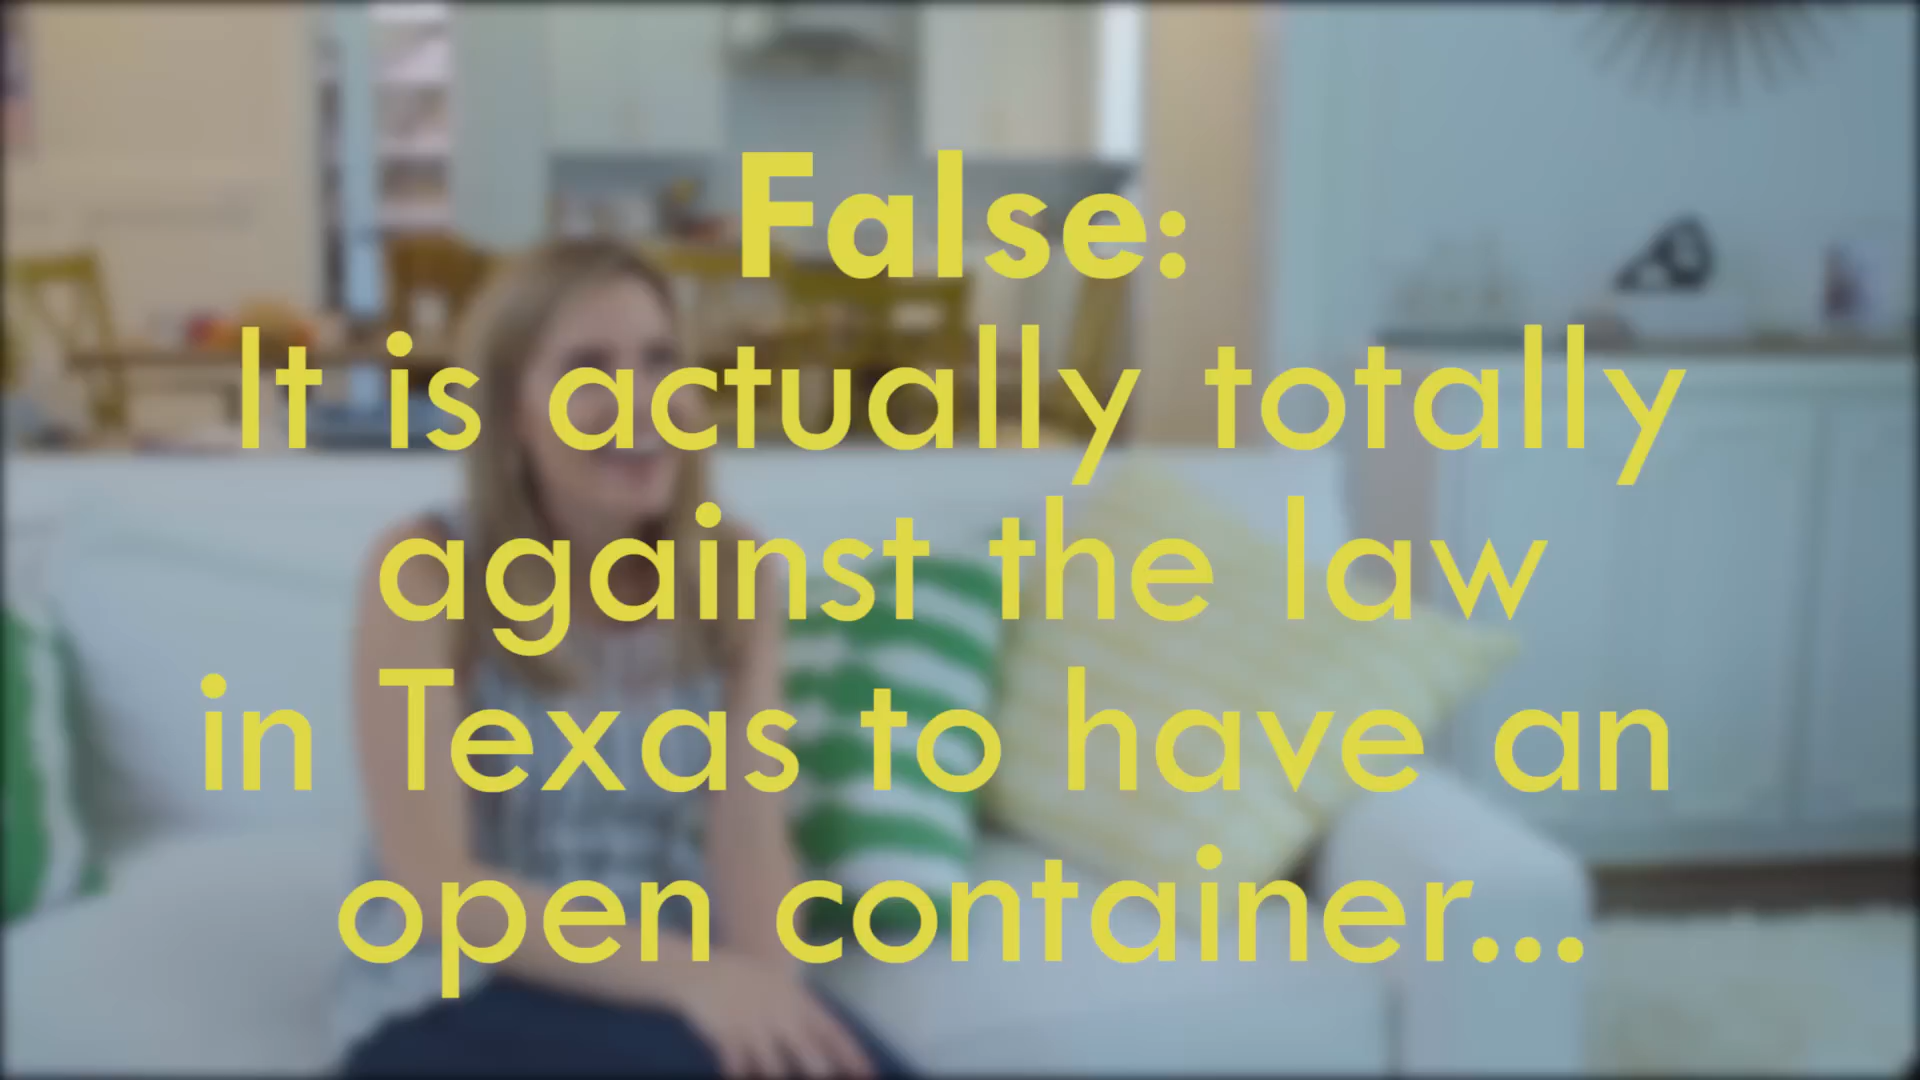 False:
It is actually totally
against the law
in Texas to have an
open container...